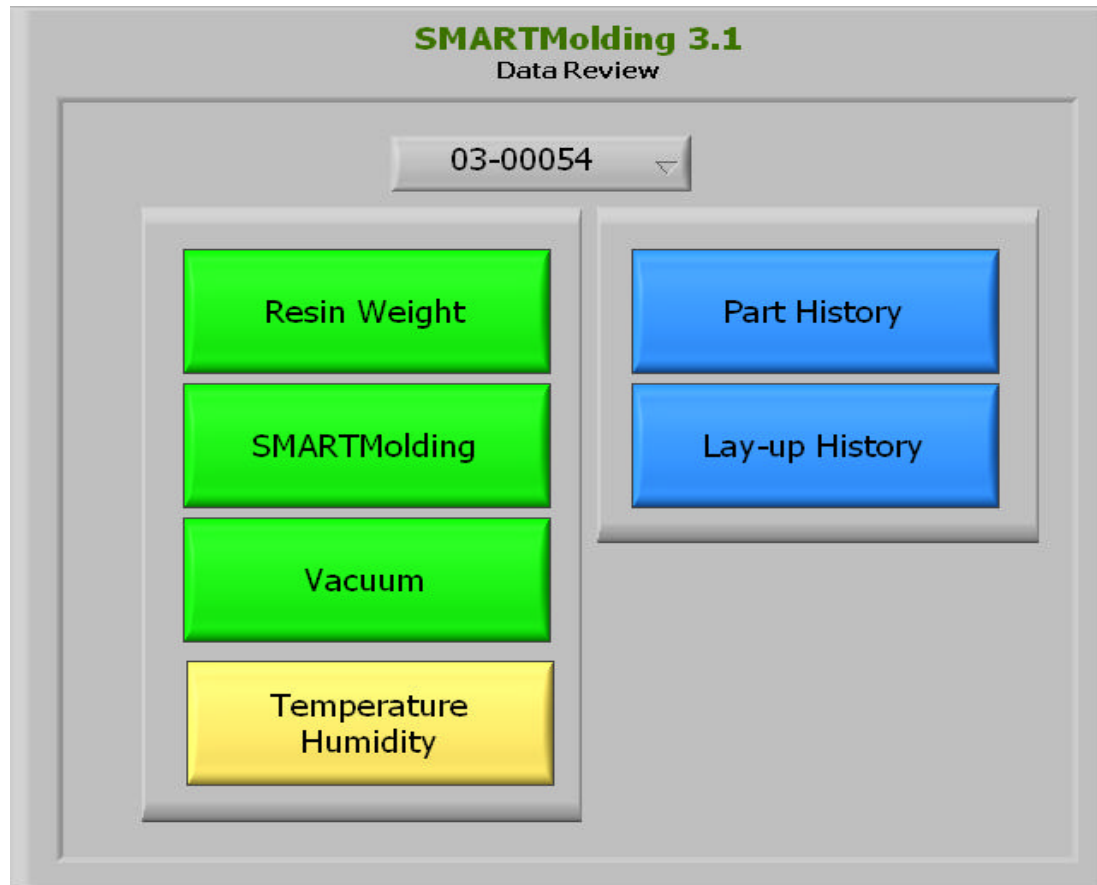 SMARTMolding 3.1
Data Review
03-00054
Resin Weight
SMARTMolding
Vacuum
Temperature
Humidity
Part History
Lay-up History